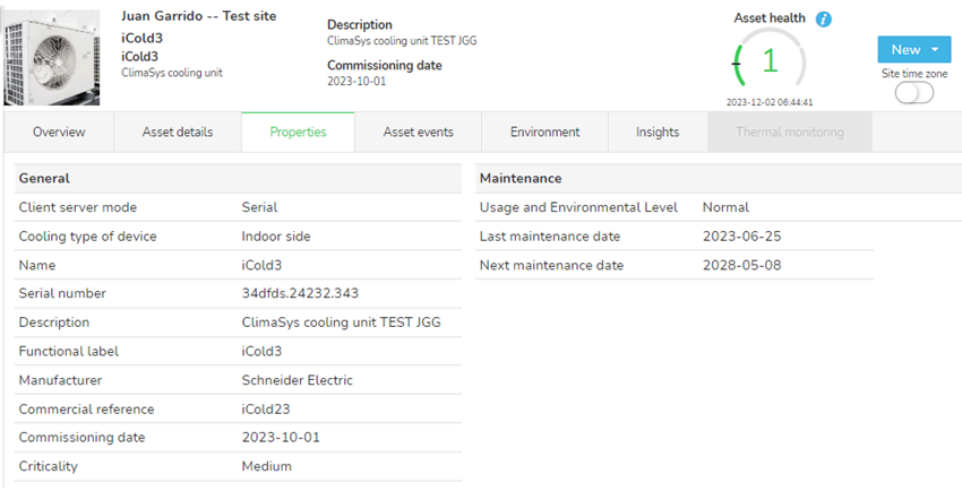 Juan Garrido -- Test site
iCold3
iCold3
ClimaSys cooling unit
Description
ClimaSys cooling unit TEST JGG
Commissioning date
2023-10-01
Asset health i
1
2023-12-02 06:44:41
New
Site time zone
Overview Asset details Properties Asset events Environment Insights Thermal monitoring
General
Client server mode Serial
Cooling type of device Indoor side
Name iCold3
Serial number 34dfds.24232.343
Description ClimaSys cooling unit TEST JGG
Functional label iCold3
Manufacturer Schneider Electric
Commercial reference iCold23
Commissioning date 2023-10-01
Criticality Medium
Maintenance
Usage and Environmental Level Normal
Last maintenance date 2023-06-25
Next maintenance date 2028-05-08